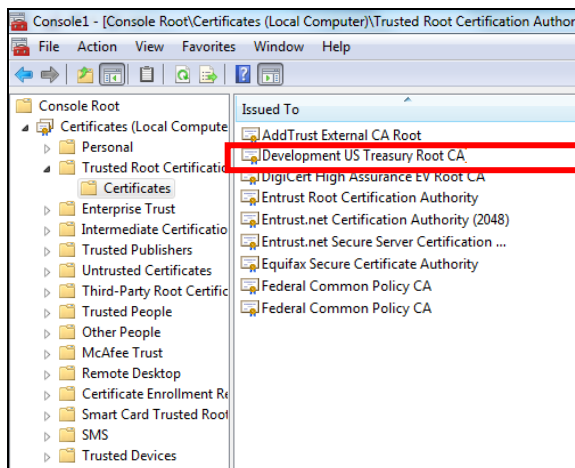 Console1 - [Console Root\Certificates (Local Computer)\Trusted Root Certification Author
File Action View Favorites Window Help
Console Root
Certificates (Local Compute
Personal
Trusted Root Certificatio
Certificates
Enterprise Trust
Intermediate Certificatio
Trusted Publishers
Untrusted Certificates
Third-Party Root Certific
Trusted People
Other People
McAfee Trust
Remote Desktop
Certificate Enrollment Re
Smart Card Trusted Root
SMS
Trusted Devices
Issued To
AddTrust External CA Root
Development US Treasury Root CA
DigiCert High Assurance EV Root CA
Entrust Root Certification Authority
Entrust.net Certification Authority (2048)
Entrust.net Secure Server Certification ...
Equifax Secure Certificate Authority
Federal Common Policy CA
Federal Common Policy CA